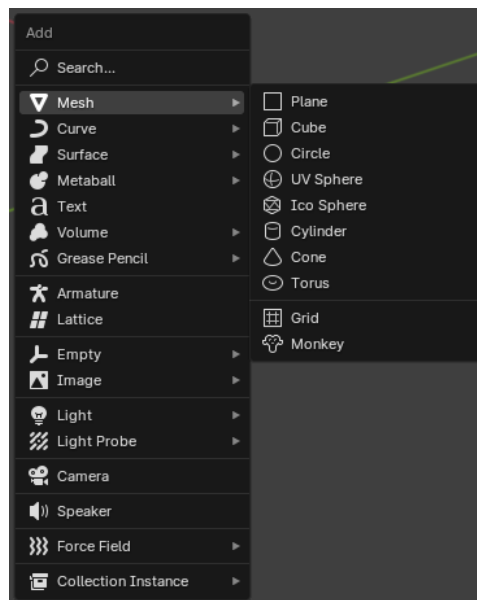 Add
Search...
Mesh
Curve
Surface
Metaball
Text
Volume
Grease Pencil
Armature
Lattice
Empty
Image
Light
Light Probe
Camera
Speaker
Force Field
Collection Instance
Plane
Cube
Circle
UV Sphere
Ico Sphere
Cylinder
Cone
Torus
Grid
Monkey